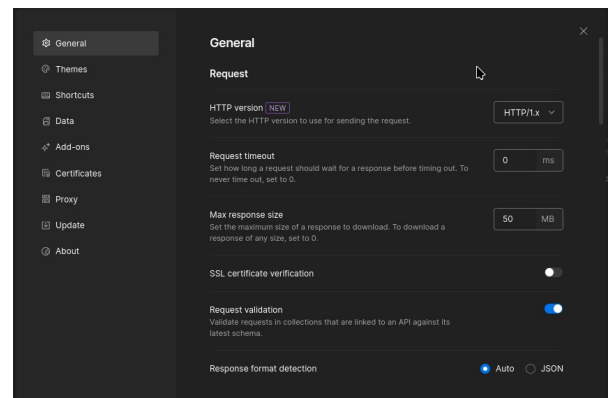 General
Themes
Shortcuts
Data
Add-ons
Certificates
Proxy
Update
About
General
Request
HTTP version NEW
Select the HTTP version to use for sending the request.
HTTP/1.x
Request timeout
Set how long a request should wait for a response before timing out. To
never time out, set to 0.
0 ms
Max response size
Set the maximum size of a response to download. To download a
response of any size, set to 0.
50 MB
SSL certificate verification
Request validation
Validate requests in collections that are linked to an API against its
latest schema.
Response format detection
Auto JSON